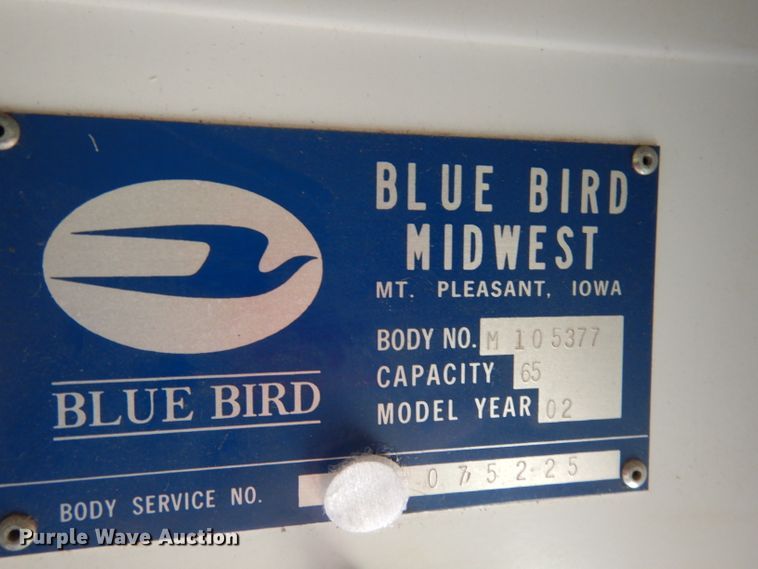 BLUE BIRD
MIDWEST
MT. PLEASANT, IOWA
BODY NO. M 105377
CAPACITY 65
MODEL YEAR 02
BLUE BIRD
BODY SERVICE NO. 075225
Purple Wave Auction